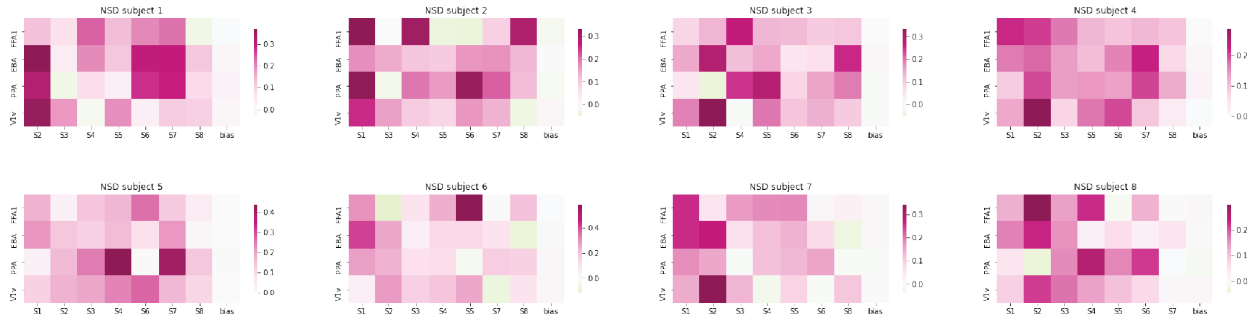 NSD subject 1
FFA1
EBA
PPA
V1v
S2 S3 S4 S5 S6 S7 S8 bias
0.3
0.2
0.1
0.0
NSD subject 2
FFA1
EBA
PPA
V1v
S1 S3 S4 S5 S6 S7 S8 bias
0.3
0.2
0.1
0.0
NSD subject 3
FFA1
EBA
PPA
V1v
S1 S2 S4 S5 S6 S7 S8 bias
0.3
0.2
0.1
0.0
NSD subject 4
FFA1
EBA
PPA
V1v
S1 S2 S3 S5 S6 S7 S8 bias
0.2
0.1
0.0
NSD subject 5
FFA1
EBA
PPA
V1v
S1 S2 S3 S4 S6 S7 S8 bias
0.4
0.3
0.2
0.1
0.0
NSD subject 6
FFA1
EBA
PPA
V1v
S1 S2 S3 S4 S5 S7 S8 bias
0.4
0.2
0.0
NSD subject 7
FFA1
EBA
PPA
V1v
S1 S2 S3 S4 S5 S6 S8 bias
0.3
0.2
0.1
0.0
NSD subject 8
FFA1
EBA
PPA
V1v
S1 S2 S3 S4 S5 S6 S7 bias
0.2
0.1
0.0